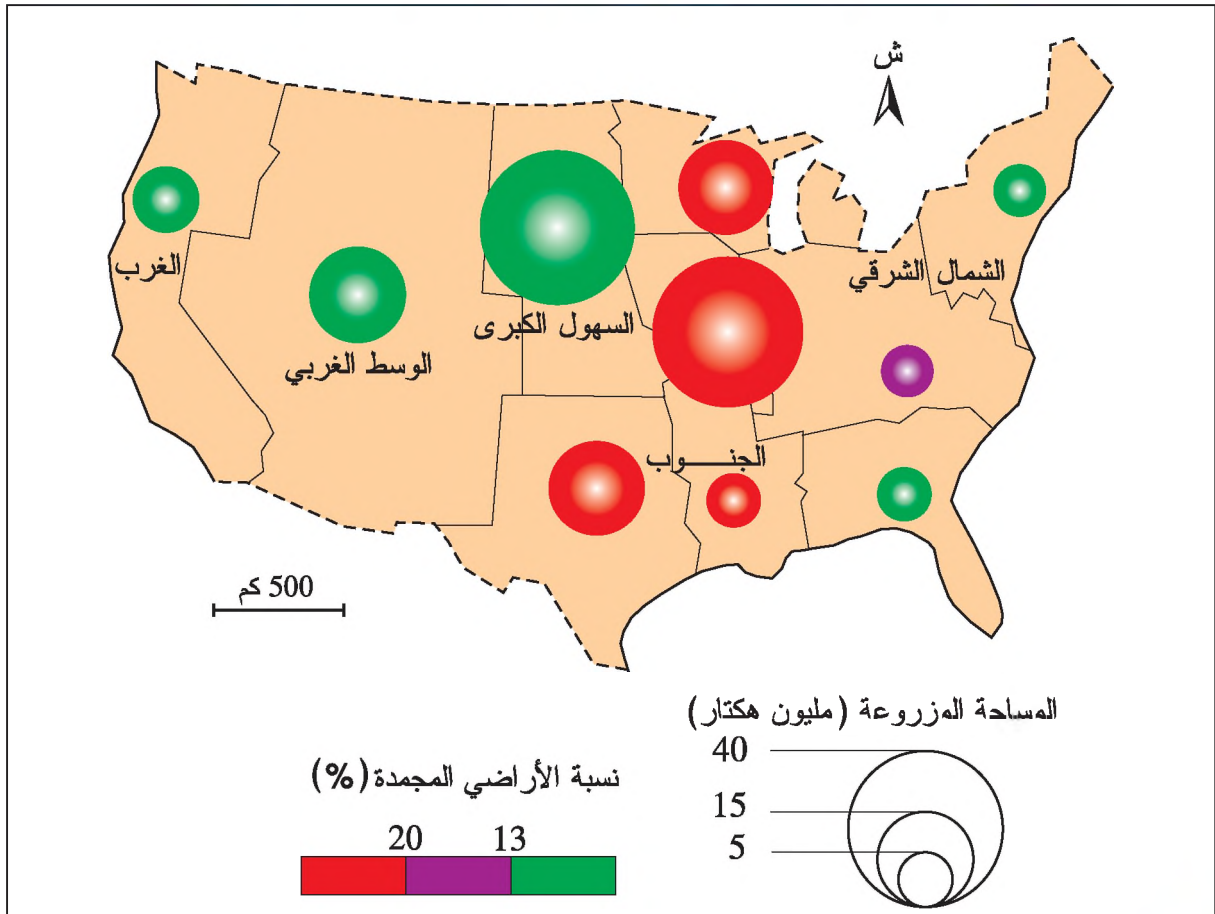 ش
الشمال الشرقي
الغرب
السهول الكبرى
الوسط الغربي
الجنـــوب
500 كم
المساحة المزروعة (مليون هكتار)
40
15
5
نسبة الأراضي المجمدة (%)
20 13